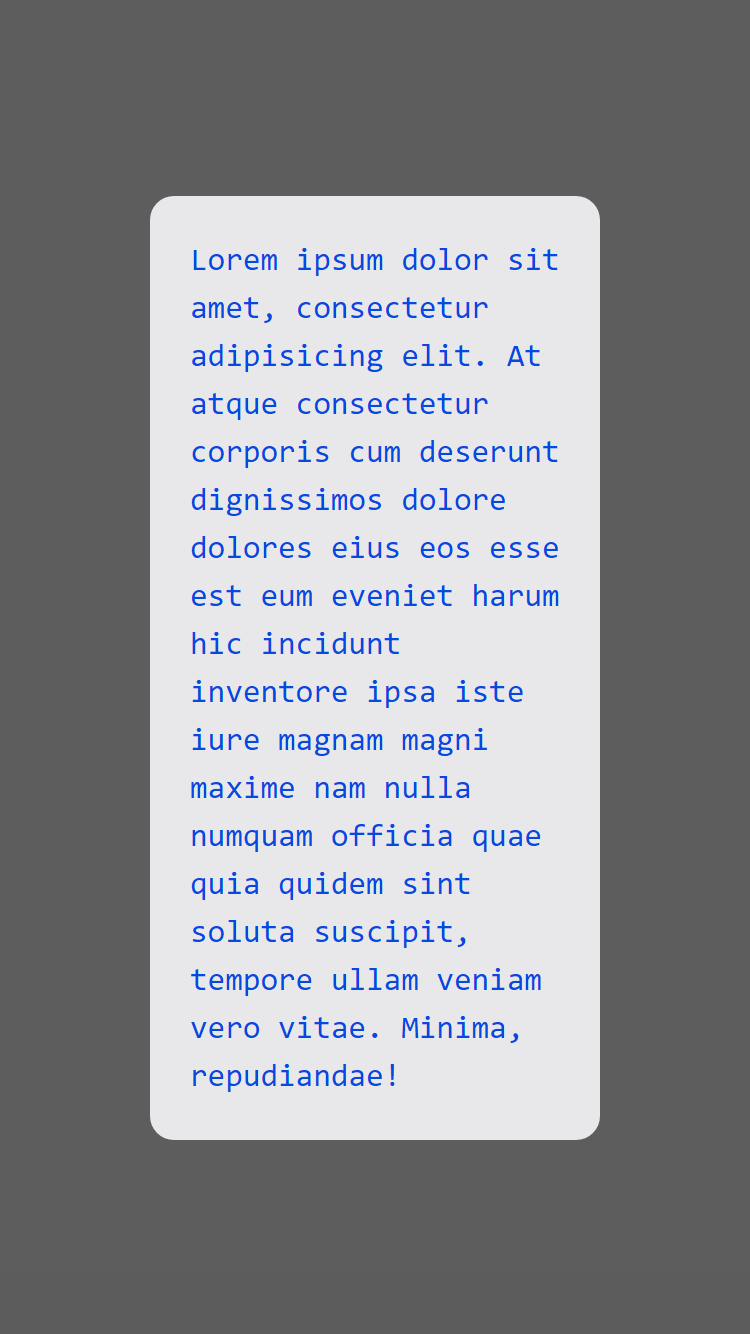 Lorem ipsum dolor sit
amet, consectetur
adipisicing elit. At
atque consectetur
corporis cum deserunt
dignissimos dolore
dolores eius eos esse
est eum eveniet harum
hic incidunt
inventore ipsa iste
iure magnam magni
maxime nam nulla
numquam officia quae
quia quidem sint
soluta suscipit,
tempore ullam veniam
vero vitae. Minima,
repudiandae!